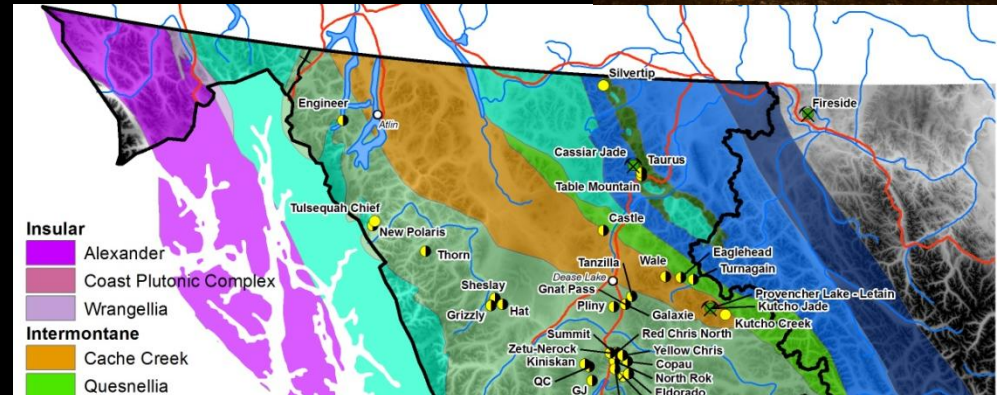 Silvertip
Engineer
Fireside
Atlin
Cassiar Jade
Taurus
Table Mountain
Tulsequah Chief
Castle
Insular
New Polaris
Alexander
Thorn
Tanzilla
Wale
Eaglehead
Turnagain
Coast Plutonic Complex
Dease Lake
Sheslay
Gnat Pass
Provencher Lake - Letain
Wrangellia
Grizzly
Hat
Pliny
Galaxie
Kutcho Jade
Kutcho Creek
Intermontane
Summit
Red Chris North
Cache Creek
Zetu-Nerock
Yellow Chris
Kiniskan
Copau
Quesnellia
QC
North Rok
GJ
Eldorado